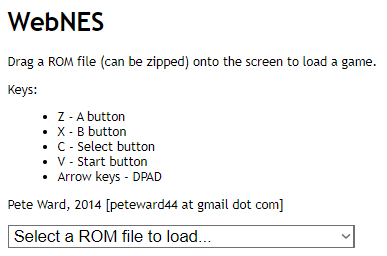 WebNES
Drag a ROM file (can be zipped) onto the screen to load a game.
Keys:
• Z - A button
• X - B button
• C - Select button
• V - Start button
• Arrow keys - DPAD
Pete Ward, 2014 [peteward44 at gmail dot com]
Select a ROM file to load...